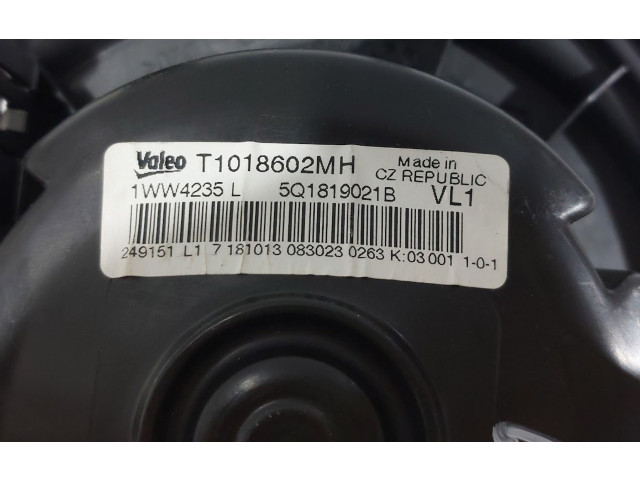 Valeo T1018602MH Made in
CZ REPUBLIC
1WW4235 L 5Q1819021B VL1
249151 L1 7 181013 083023 0263 K:03 001 1-0-1